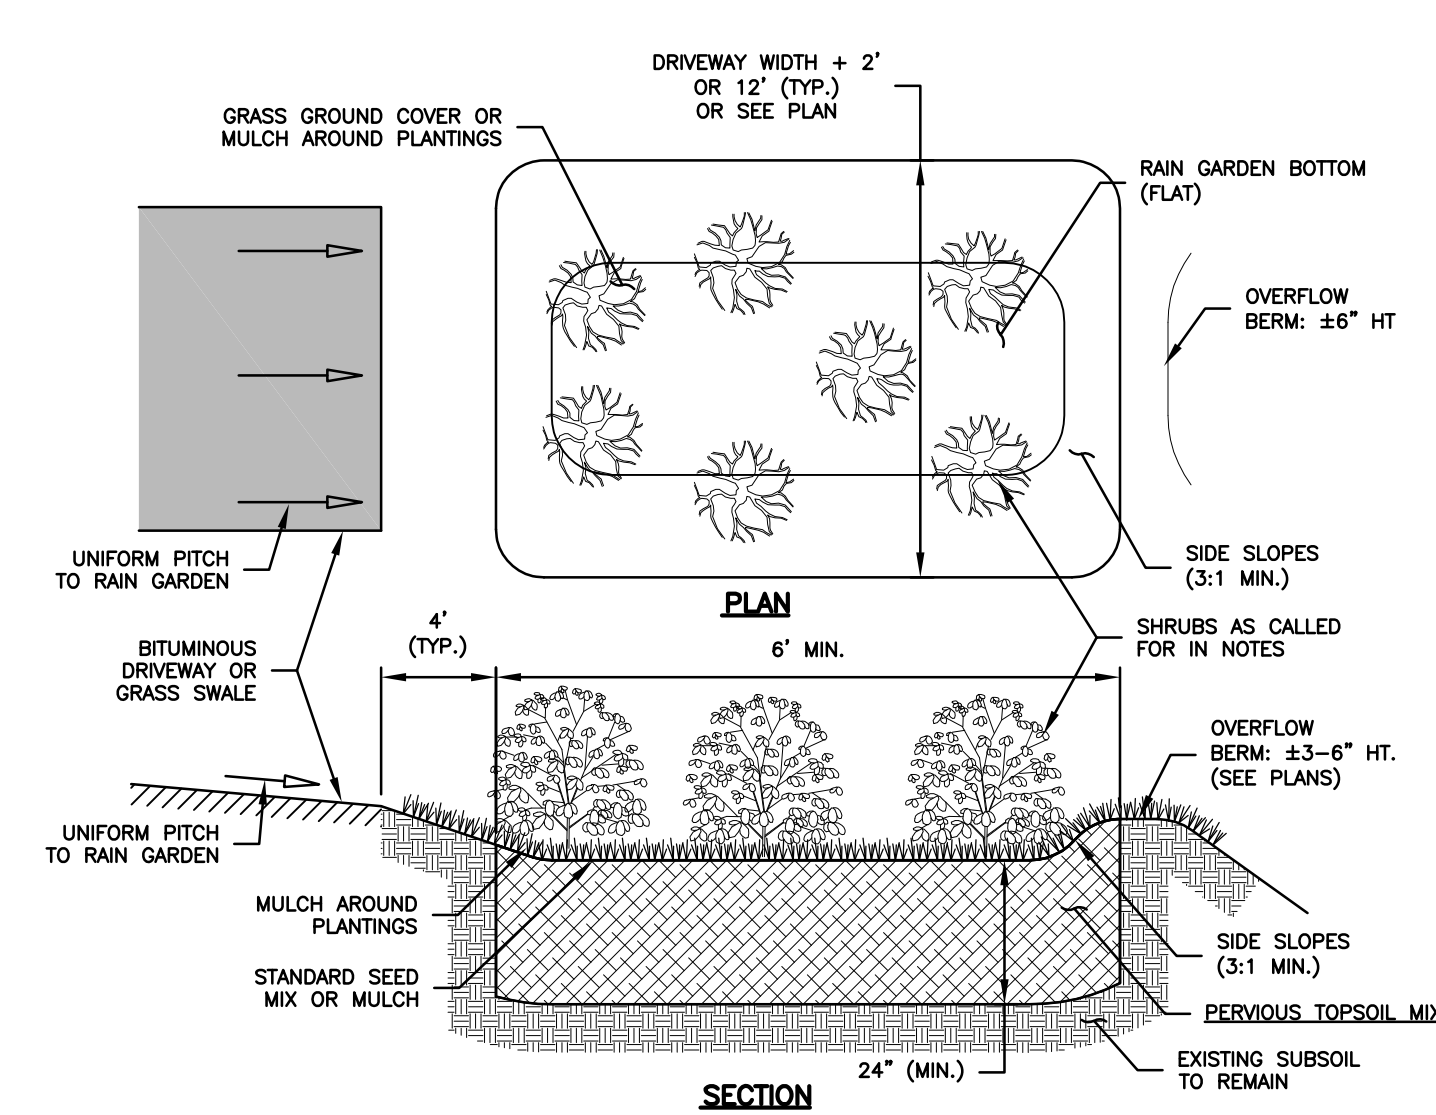 DRIVEWAY WIDTH + 2'
OR 12' (TYP.)
OR SEE PLAN
GRASS GROUND COVER OR
MULCH AROUND PLANTINGS
RAIN GARDEN BOTTOM
(FLAT)
OVERFLOW
BERM: ±6" HT
UNIFORM PITCH
TO RAIN GARDEN
SIDE SLOPES
(3:1 MIN.)
PLAN
4'
(TYP.)
6' MIN.
SHRUBS AS CALLED
FOR IN NOTES
BITUMINOUS
DRIVEWAY OR
GRASS SWALE
OVERFLOW
BERM: ±3-6" HT.
(SEE PLANS)
UNIFORM PITCH
TO RAIN GARDEN
MULCH AROUND
PLANTINGS
SIDE SLOPES
(3:1 MIN.)
STANDARD SEED
MIX OR MULCH
PERVIOUS TOPSOIL MIX
EXISTING SUBSOIL
TO REMAIN
24" (MIN.)
SECTION